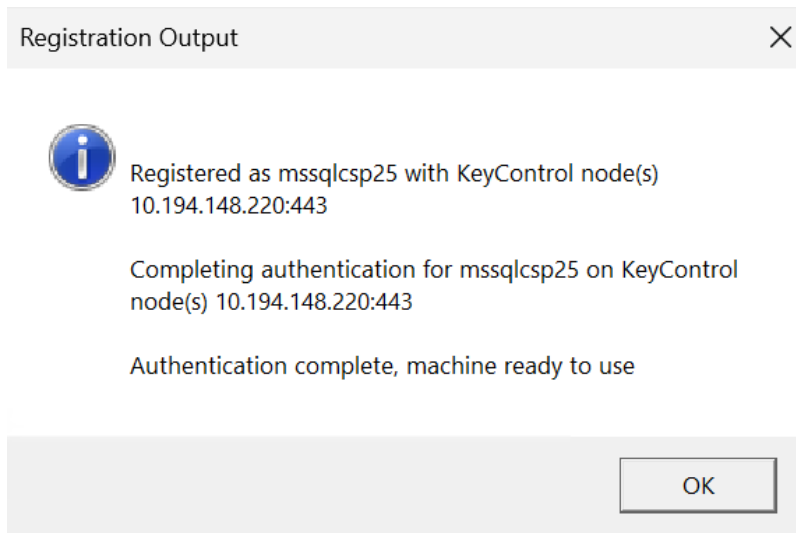 Registration Output
Registered as mssqlcsp25 with KeyControl node(s)
10.194.148.220:443
Completing authentication for mssqlcsp25 on KeyControl
node(s) 10.194.148.220:443
Authentication complete, machine ready to use
OK